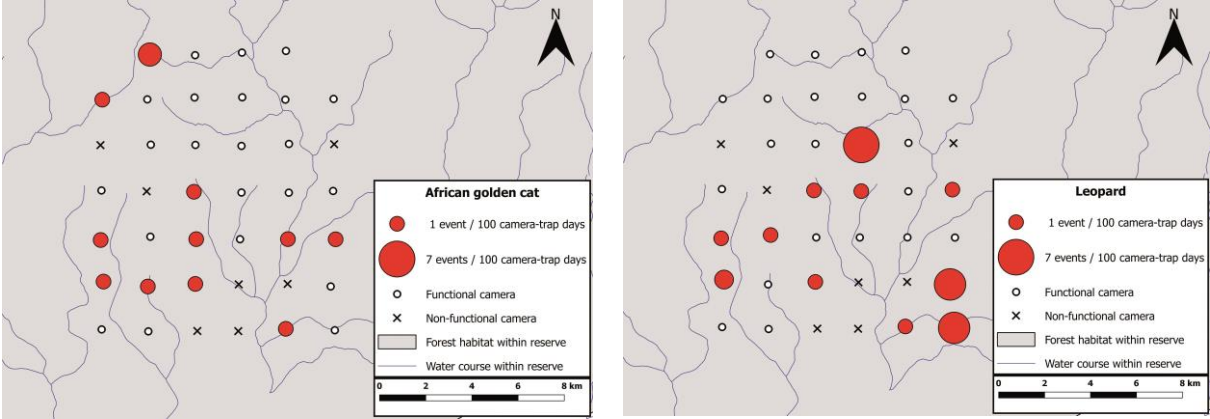 N
African golden cat
1 event / 100 camera-trap days
7 events / 100 camera-trap days
Functional camera
Non-functional camera
Forest habitat within reserve
Water course within reserve
0 2 4 6 8 km
N
Leopard
1 event / 100 camera-trap days
7 events / 100 camera-trap days
Functional camera
Non-functional camera
Forest habitat within reserve
Water course within reserve
0 2 4 6 8 km